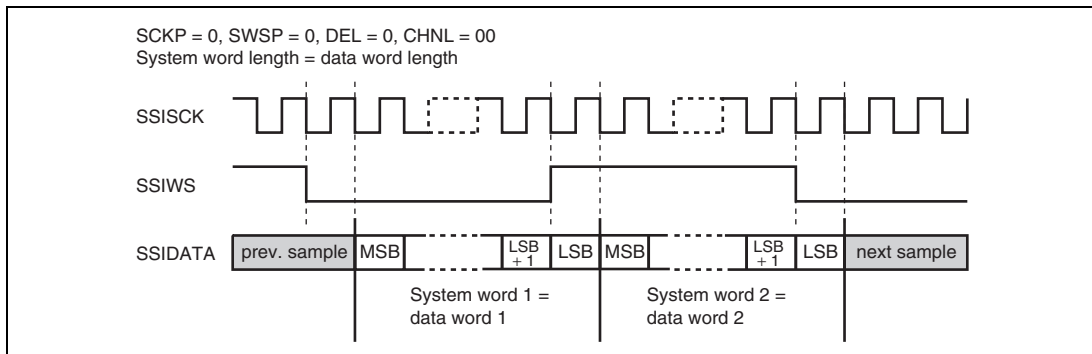 SCKP = 0, SWSP = 0, DEL = 0, CHNL = 00
System word length = data word length
SSISCK
SSIWS
SSIDATA
prev. sample
MSB
LSB
+ 1
LSB
MSB
LSB
+ 1
LSB
next sample
System word 1 =
data word 1
System word 2 =
data word 2